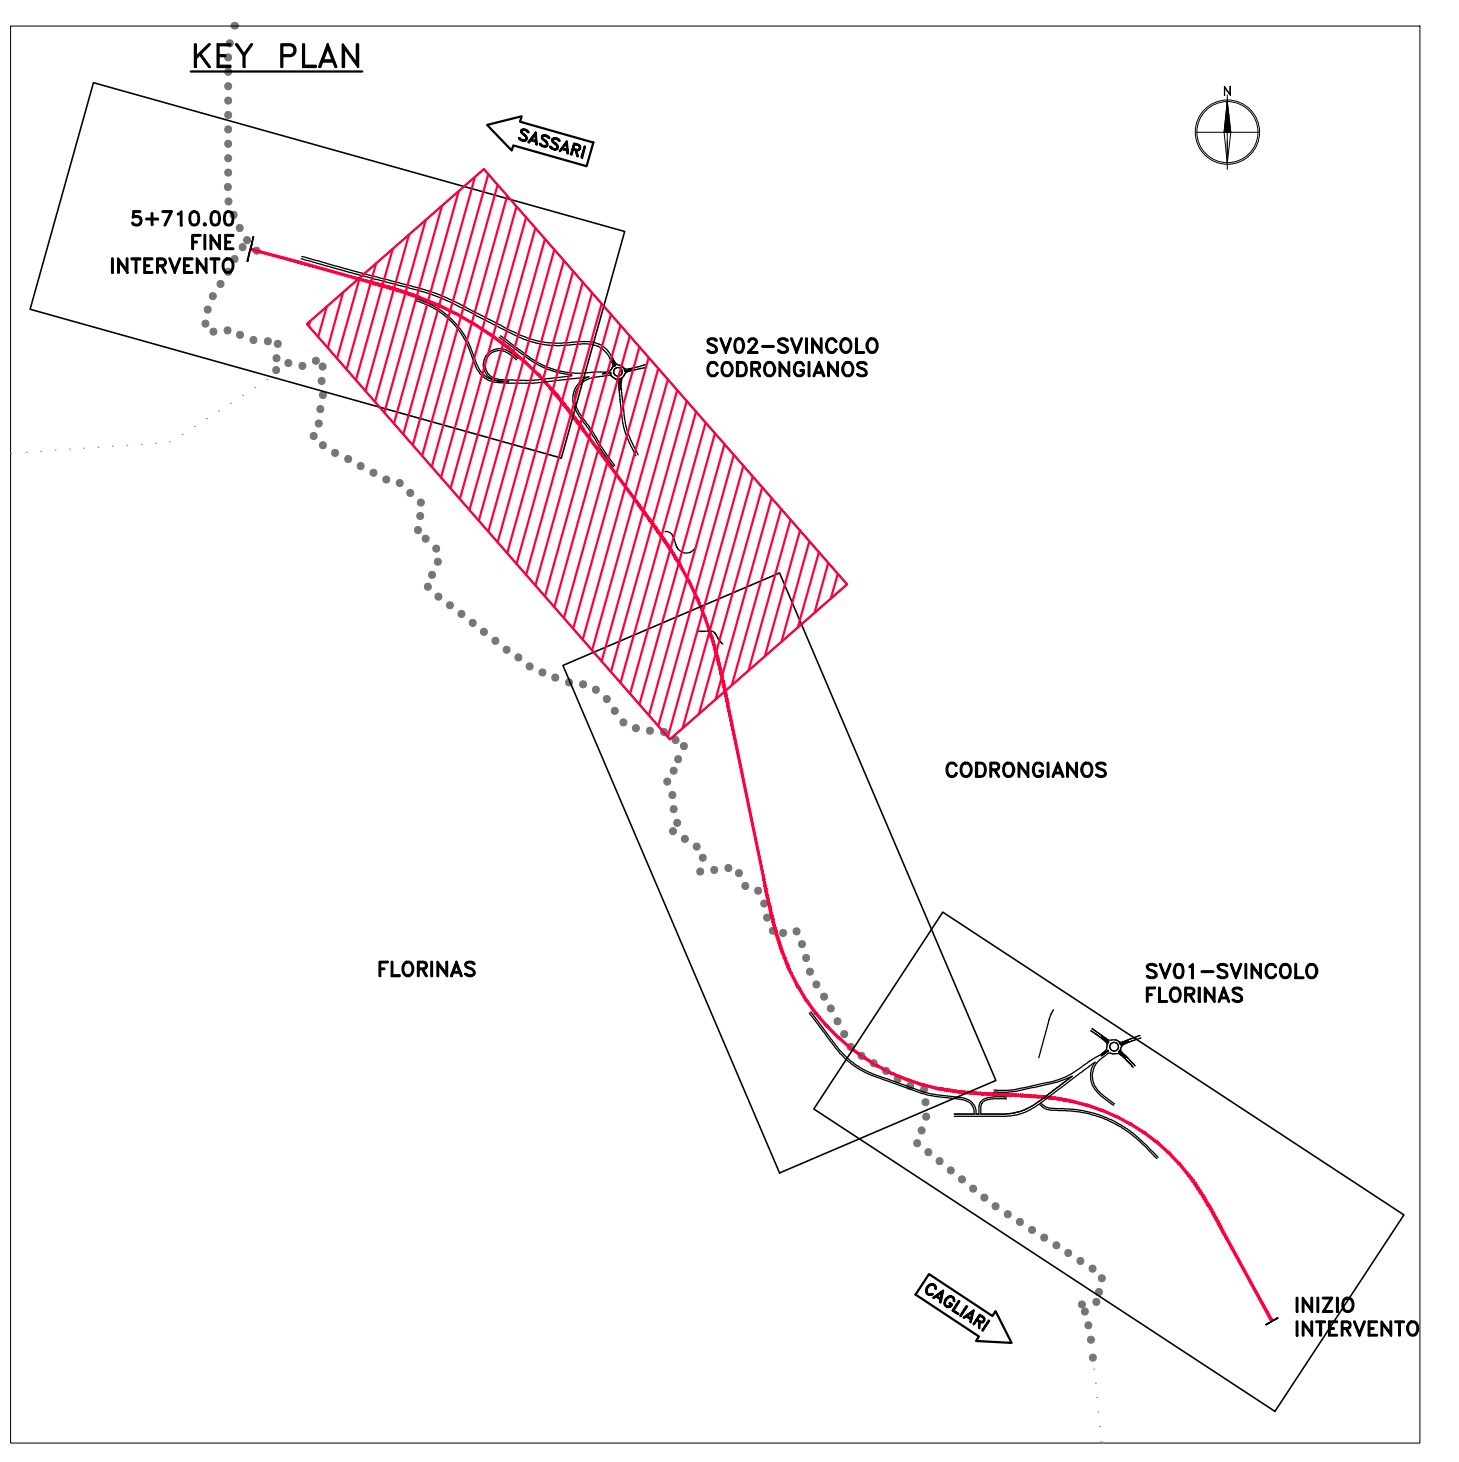 KEY PLAN
N
SASSARI
5+710.00
FINE
INTERVENTO
SV02-SVINCOLO
CODRONGIANOS
CODRONGIANOS
FLORINAS
SV01-SVINCOLO
FLORINAS
CAGLIARI
INIZIO
INTERVENTO